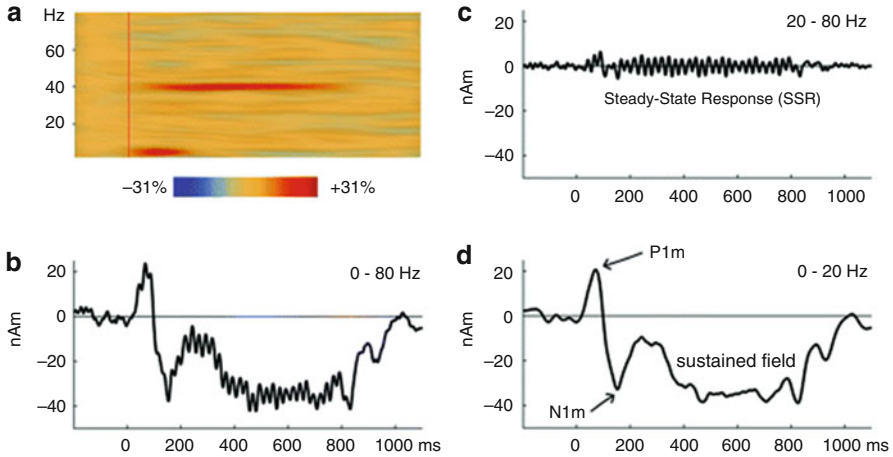 a
Hz
60
40
20
–31%
+31%
b
20
0
–20
–40
nAm
0 - 80 Hz
0
200
400
600
800
1000 ms
c
20
0
–20
–40
nAm
20 - 80 Hz
Steady-State Response (SSR)
0
200
400
600
800
1000
d
20
0
–20
–40
nAm
P1m
0 - 20 Hz
sustained field
N1m
0
200
400
600
800
1000 ms